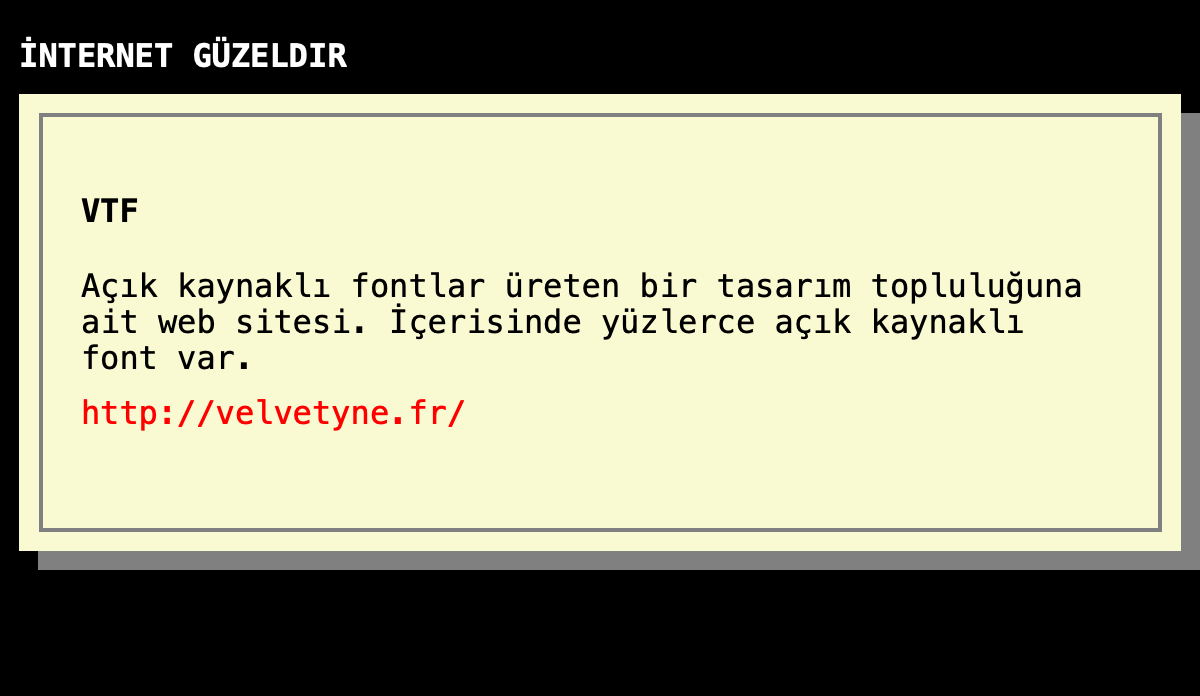 İNTERNET GÜZELDIR
VTF
Açık kaynaklı fontlar üreten bir tasarım topluluğuna
ait web sitesi. İçerisinde yüzlerce açık kaynaklı
font var.
http://velvetyne.fr/